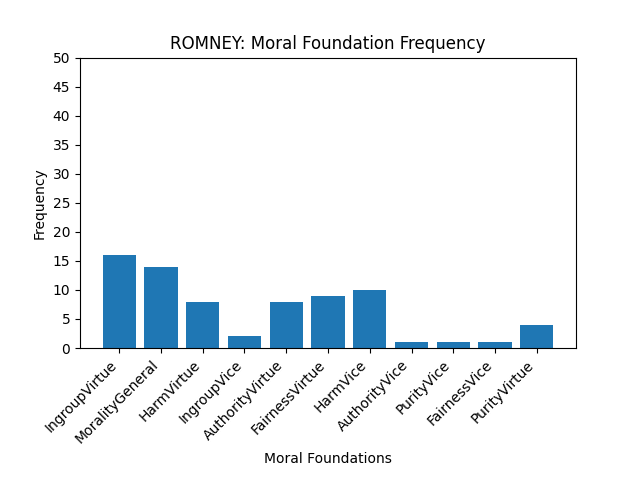 ROMNEY: Moral Foundation Frequency
50
45
40
35
30
25
20
15
10
5
0
Frequency
IngroupVirtue
MoralityGeneral
HarmVirtue
IngroupVice
AuthorityVirtue
FairnessVirtue
HarmVice
AuthorityVice
PurityVice
FairnessVice
PurityVirtue
Moral Foundations